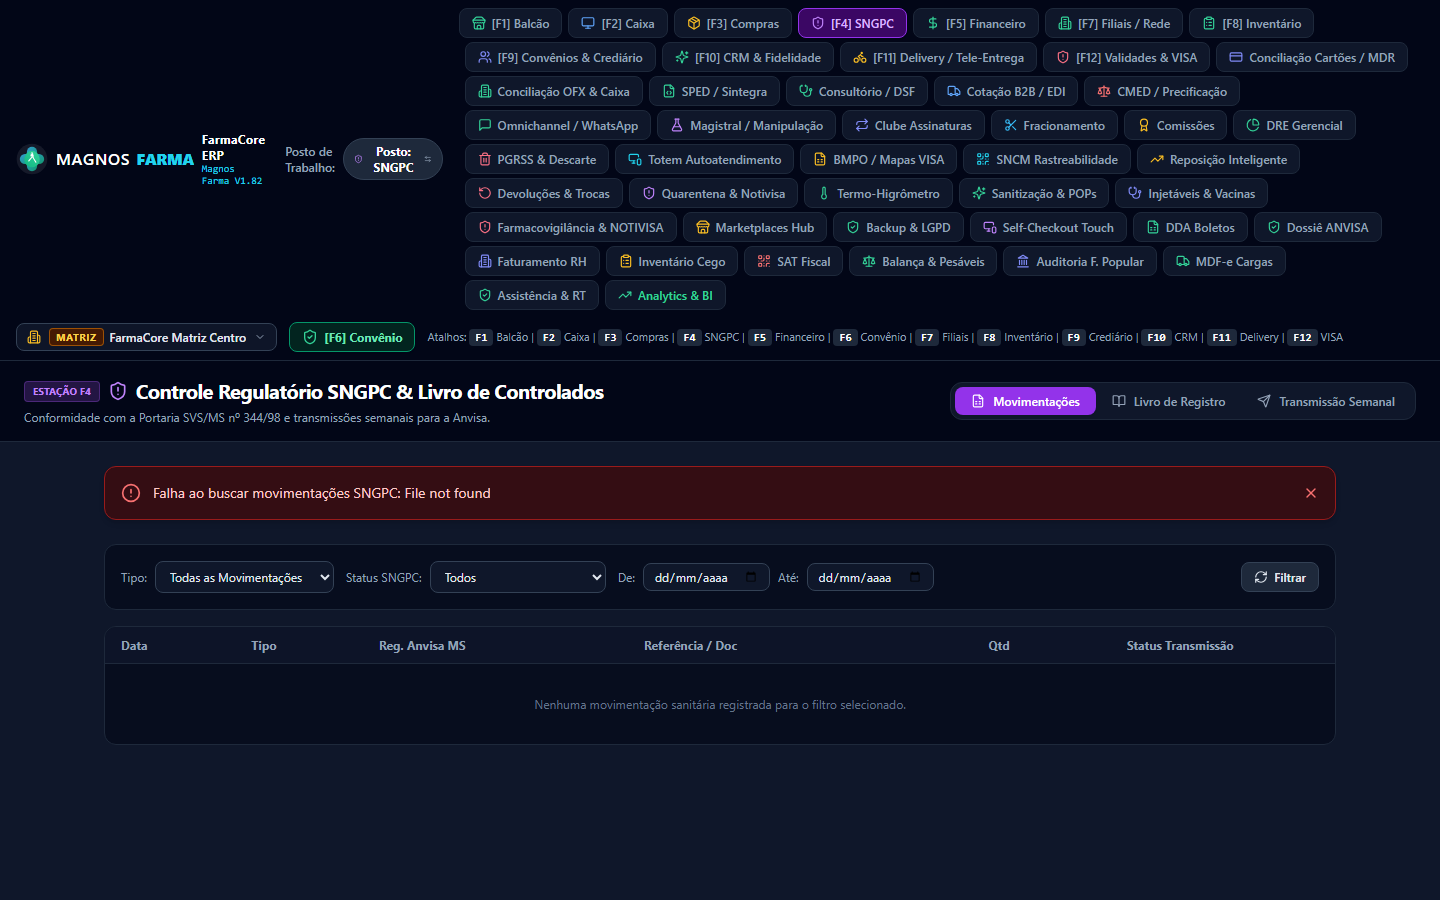 [F1] Balcão [F2] Caixa [F3] Compras [F4] SNGPC [F5] Financeiro [F7] Filiais / Rede [F8] Inventário
[F9] Convênios & Crediário [F10] CRM & Fidelidade [F11] Delivery / Tele-Entrega [F12] Validades & VISA Conciliação Cartões / MDR
Conciliação OFX & Caixa SPED / Sintegra Consultório / DSF Cotação B2B / EDI CMED / Precificação
Omnichannel / WhatsApp Magistral / Manipulação Clube Assinaturas Fracionamento Comissões DRE Gerencial
MAGNOS FARMA
FarmaCore ERP
Magnos Farma V1.82
Posto de Trabalho:
Posto: SNGPC
PGRSS & Descarte Totem Autoatendimento BMPO / Mapas VISA SNCM Rastreabilidade Reposição Inteligente
Devoluções & Trocas Quarentena & Notivisa Termo-Higrômetro Sanitização & POPs Injetáveis & Vacinas
Farmacovigilância & NOTIVISA Marketplaces Hub Backup & LGPD Self-Checkout Touch DDA Boletos Dossiê ANVISA
Faturamento RH Inventário Cego SAT Fiscal Balança & Pesáveis Auditoria F. Popular MDF-e Cargas
Assistência & RT Analytics & BI
MATRIZ FarmaCore Matriz Centro [F6] Convênio Atalhos: F1 Balcão | F2 Caixa | F3 Compras | F4 SNGPC | F5 Financeiro | F6 Convênio | F7 Filiais | F8 Inventário | F9 Crediário | F10 CRM | F11 Delivery | F12 VISA
ESTAÇÃO F4 Controle Regulatório SNGPC & Livro de Controlados
Conformidade com a Portaria SVS/MS nº 344/98 e transmissões semanais para a Anvisa.
Movimentações Livro de Registro Transmissão Semanal
Falha ao buscar movimentações SNGPC: File not found
Tipo: Todas as Movimentações Status SNGPC: Todos De: dd/mm/aaaa Até: dd/mm/aaaa Filtrar
Data Tipo Reg. Anvisa MS Referência / Doc Qtd Status Transmissão
Nenhuma movimentação sanitária registrada para o filtro selecionado.